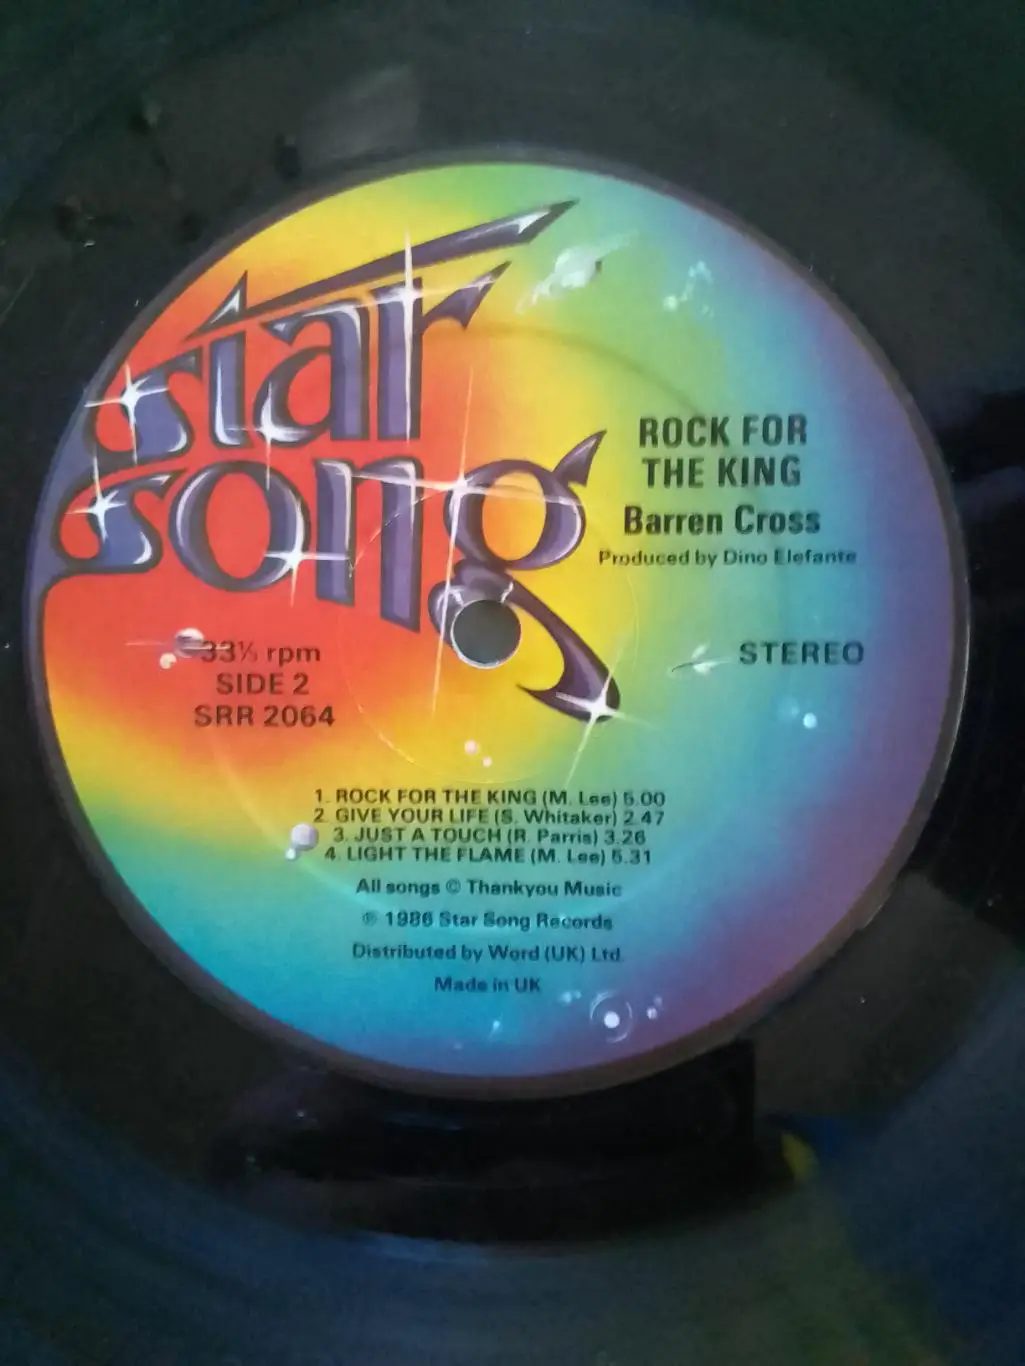 star
song
ROCK FOR
THE KING
Barren Cross
Produced by Dino Elefante
33⅓ rpm
SIDE 2
SRR 2064
STEREO
1. ROCK FOR THE KING (M. Lee) 5.00
2. GIVE YOUR LIFE (S. Whitaker) 2.47
3. JUST A TOUCH (R. Parris) 3.26
4. LIGHT THE FLAME (M. Lee) 5.31
All songs © Thankyou Music
℗ 1986 Star Song Records
Distributed by Word (UK) Ltd.
Made in UK